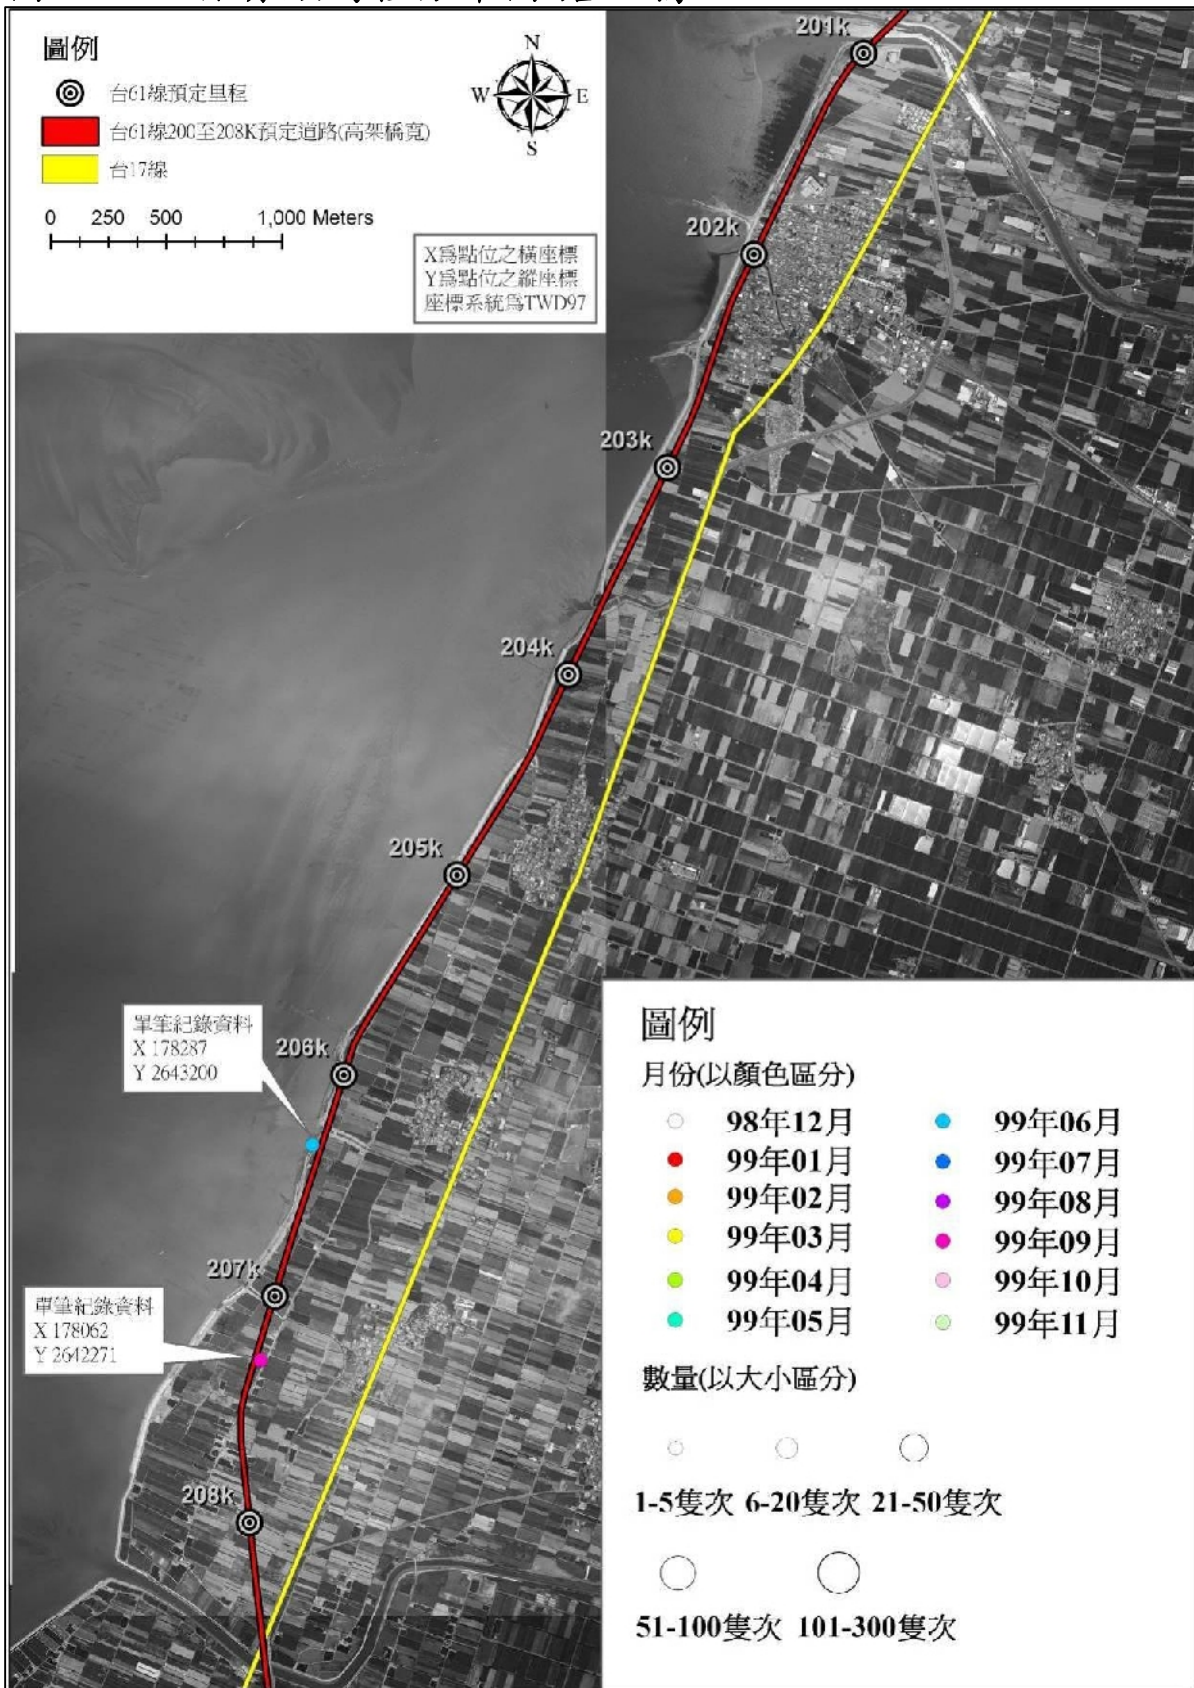 圖例
台61線預定里程
台61線200至208K預定道路(高架橋寬)
台17線
0 250 500 1,000 Meters
N
W E
S
X為點位之橫座標
Y為點位之縱座標
座標系統為TWD97
201k
202k
203k
204k
205k
206k
207k
208k
單筆紀錄資料
X 178287
Y 2643200
單筆紀錄資料
X 178062
Y 2642271
圖例
月份(以顏色區分)
98年12月
99年01月
99年02月
99年03月
99年04月
99年05月
99年06月
99年07月
99年08月
99年09月
99年10月
99年11月
數量(以大小區分)
1-5隻次 6-20隻次 21-50隻次
51-100隻次 101-300隻次